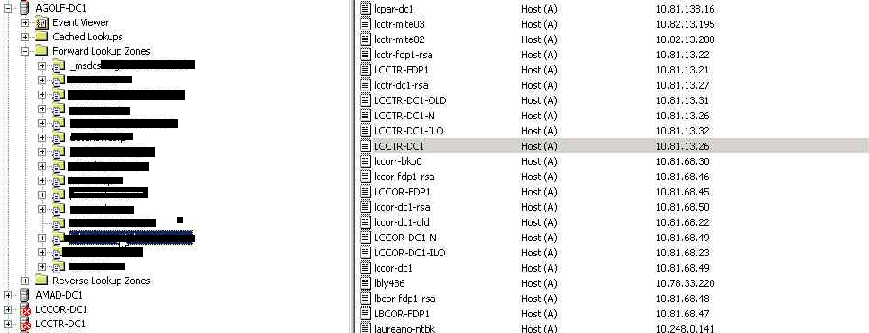 AGOLF-DC1
Event Viewer
Cached Lookups
Forward Lookup Zones
_msdcs
Reverse Lookup Zones
AMAD-DC1
LCCOR-DC1
LCCTR-DC1
lcpar-dc1 Host (A) 10.81.138.16
lcctr-mte03 Host (A) 10.82.13.195
lcctr-mte02 Host (A) 10.82.13.200
lcctr-fdp1-rsa Host (A) 10.81.13.22
LCCTR-FDP1 Host (A) 10.81.13.21
lcctr-dc1-rsa Host (A) 10.81.13.27
LCCTR-DC1-OLD Host (A) 10.81.13.31
LCCTR-DC1-N Host (A) 10.81.13.26
LCCTR-DC1-ILO Host (A) 10.81.13.32
LCCTR-DC1 Host (A) 10.81.13.26
Host (A) 10.81.68.30
lccor-fdp1-rsa Host (A) 10.81.68.46
LCCOR-FDP1 Host (A) 10.81.68.45
lccor-dc1-rsa Host (A) 10.81.68.50
lccor-dc1-old Host (A) 10.81.68.22
LCCOR-DC1-N Host (A) 10.81.68.49
LCCOR-DC1-ILO Host (A) 10.81.68.23
lccor-dc1 Host (A) 10.81.68.49
Host (A) 10.78.33.220
lbcor-fdp1-rsa Host (A) 10.81.68.48
LBCOR-FDP1 Host (A) 10.81.68.47
laureano-ntbk Host (A) 10.248.0.141